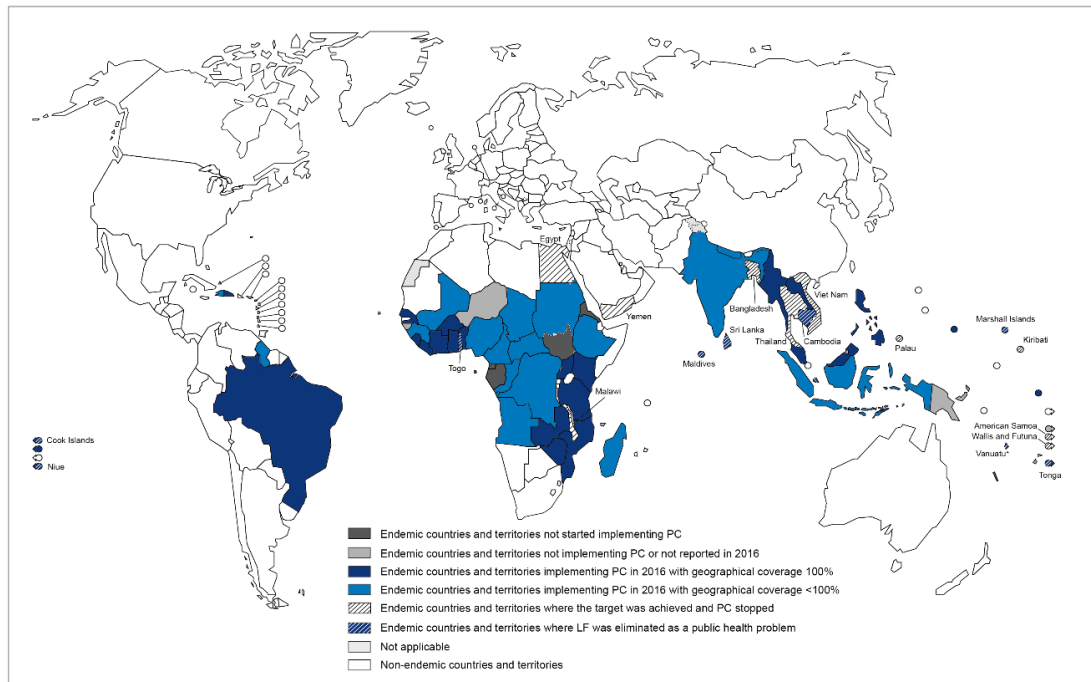 Egypt
Yemen
Togo
Malawi
Bangladesh
Viet Nam
Sri Lanka
Thailand
Cambodia
Maldives
Palau
Marshall Islands
Kiribati
American Samoa
Wallis and Futuna
Vanuatu*
Tonga
Cook Islands
Niue
Endemic countries and territories not started implementing PC
Endemic countries and territories not implementing PC or not reported in 2016
Endemic countries and territories implementing PC in 2016 with geographical coverage 100%
Endemic countries and territories implementing PC in 2016 with geographical coverage <100%
Endemic countries and territories where the target was achieved and PC stopped
Endemic countries and territories where LF was eliminated as a public health problem
Not applicable
Non-endemic countries and territories